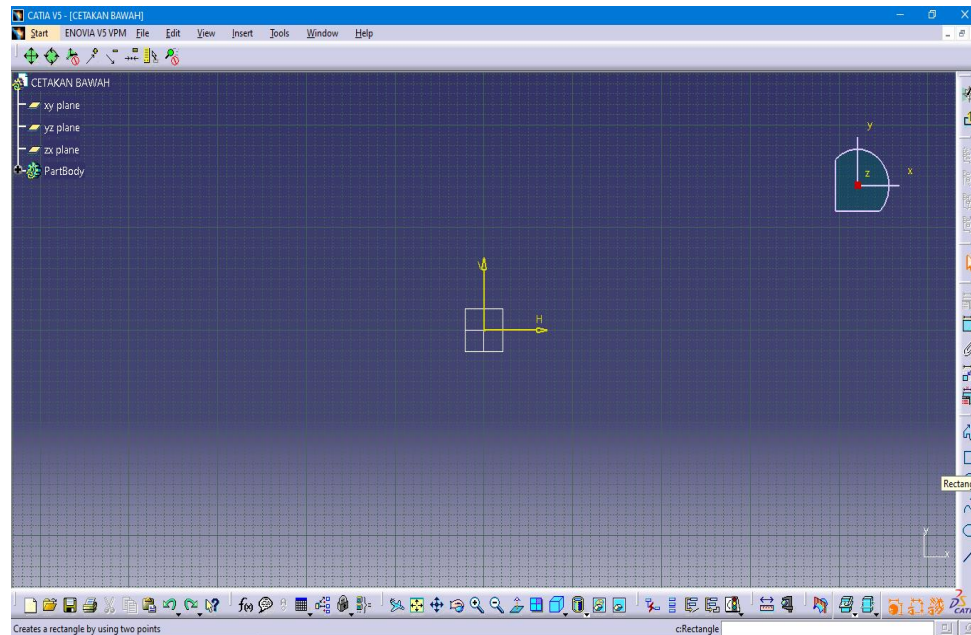 CATIA V5 - [CETAKAN BAWAH]
Start ENOVIA V5 VPM File Edit View Insert Tools Window Help
CETAKAN BAWAH
xy plane
yz plane
zx plane
PartBody
y
z
x
V
H
Rectang
y
x
f(x)
CATIA
Creates a rectangle by using two points
c:Rectangle